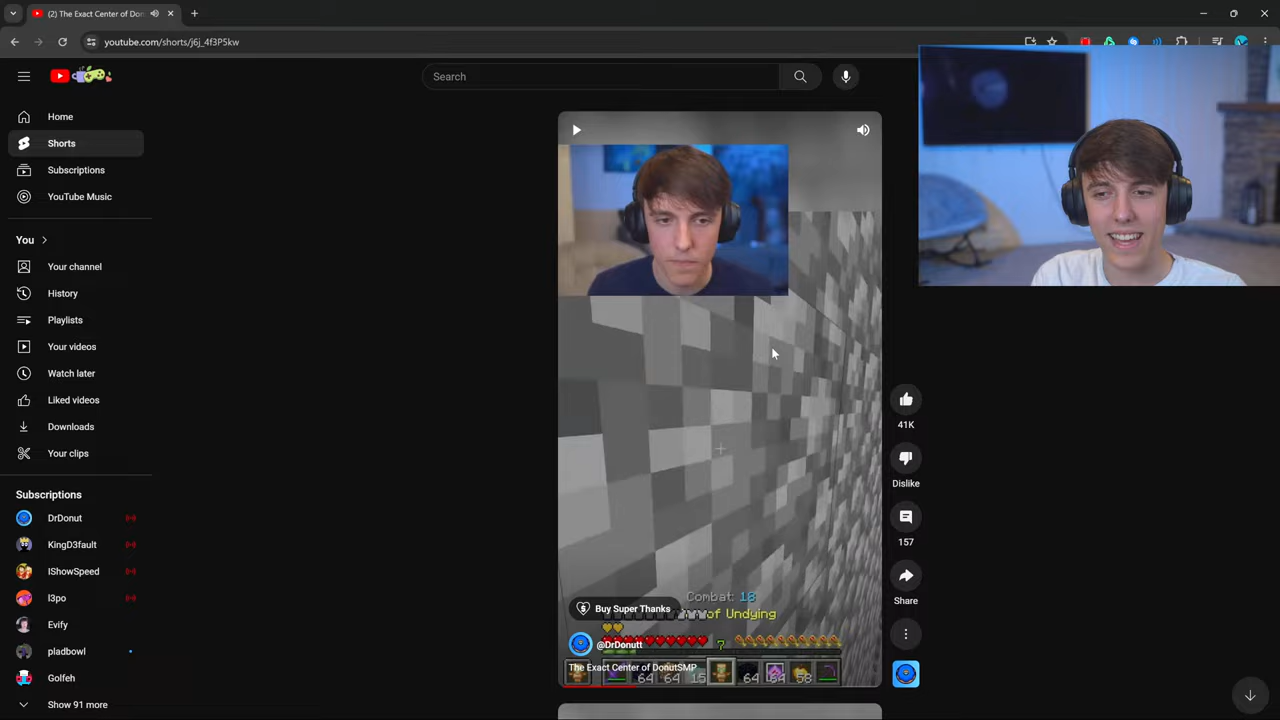 (2) The Exact Center of Don
youtube.com/shorts/j6j_4f3P5kw
Search
Home
Shorts
Subscriptions
YouTube Music
You
Your channel
History
Playlists
Your videos
Watch later
Liked videos
Downloads
Your clips
Subscriptions
DrDonut
KingD3fault
IShowSpeed
l3po
Evify
pladbowl
Golfeh
Show 91 more
41K
Dislike
157
Share
Combat: 18
Buy Super Thanks
of Undying
@DrDonutt
7
The Exact Center of DonutSMP
64
64
15
64
64
58